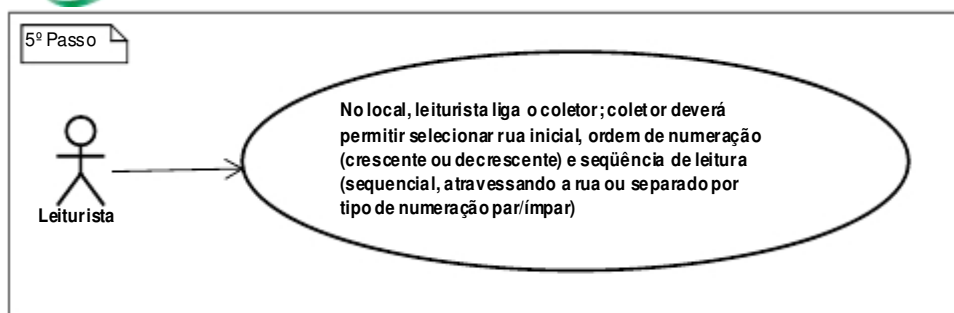 5º Passo
No local, leiturista liga o coletor; coletor deverá
permitir selecionar rua inicial, ordem de numeração
(crescente ou decrescente) e seqüência de leitura
(sequencial, atravessando a rua ou separado por
tipo de numeração par/ímpar)
Leiturista